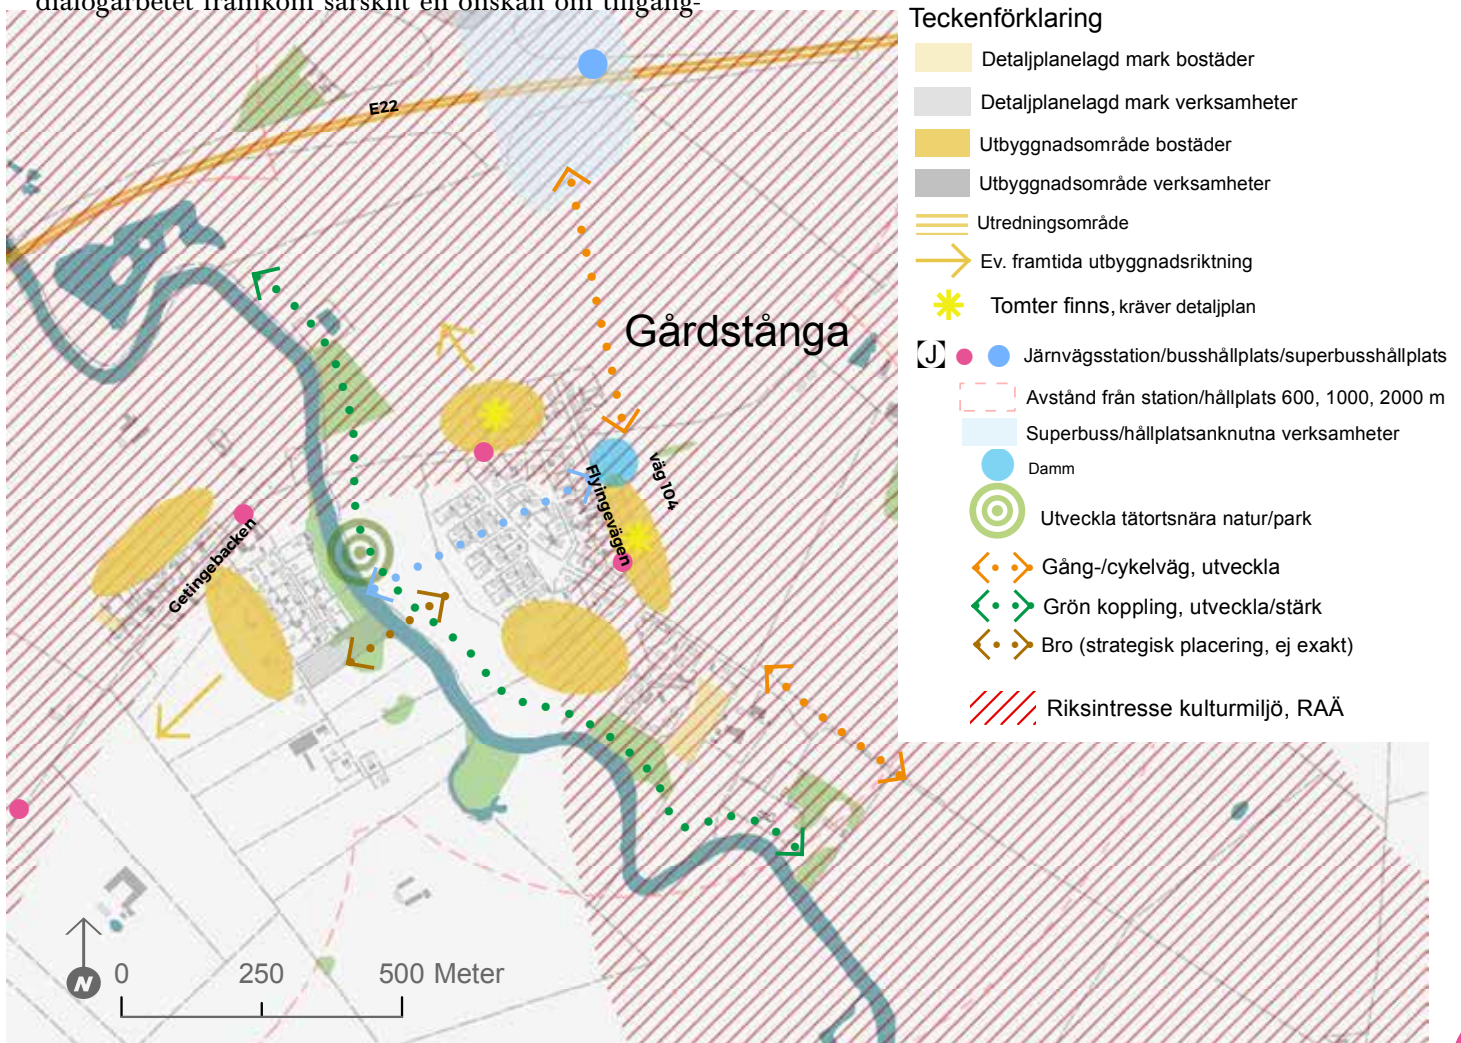 dialogarbetet framkom särskilt en önskan om tillgäng-
Teckenförklaring
Detaljplanelagd mark bostäder
Detaljplanelagd mark verksamheter
Utbyggnadsområde bostäder
Utbyggnadsområde verksamheter
Utredningsområde
Ev. framtida utbyggnadsriktning
Tomter finns, kräver detaljplan
J Järnvägsstation/busshållplats/superbusshållplats
Avstånd från station/hållplats 600, 1000, 2000 m
Superbuss/hållplatsanknutna verksamheter
Damm
Utveckla tätortsnära natur/park
Gång-/cykelväg, utveckla
Grön koppling, utveckla/stärk
Bro (strategisk placering, ej exakt)
Riksintresse kulturmiljö, RAÄ
E22
Gårdstånga
väg 104
Flyingevägen
Getingebacken
N
0 250 500 Meter